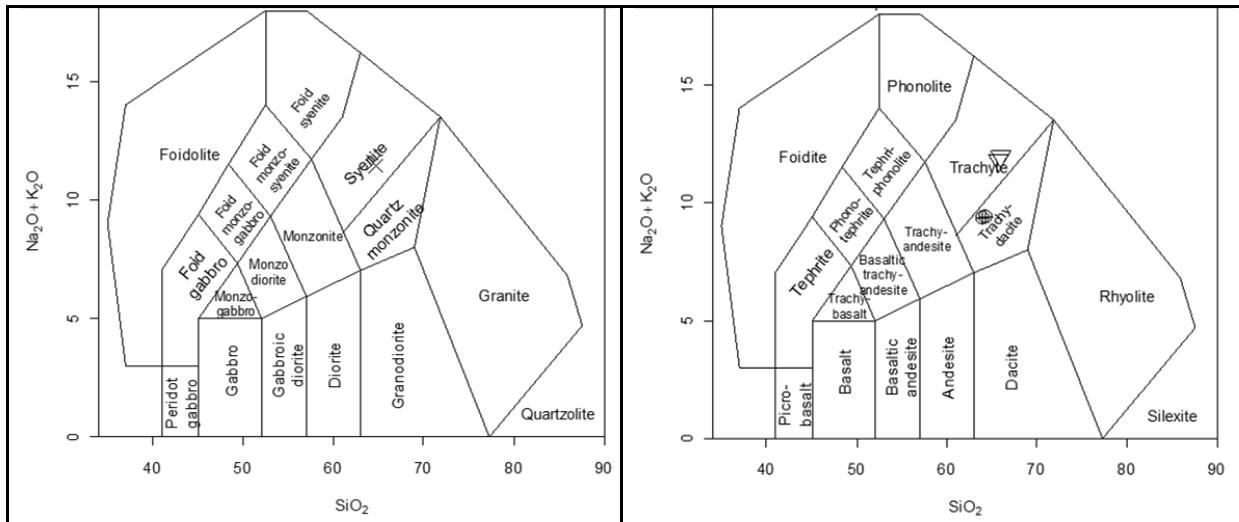 15
10
5
0
Na₂O + K₂O
Foid
syenite
Foidolite
Foid
monzo-
syenite
Syenite
Foid
monzo-
gabbro
Quartz
monzonite
Monzonite
Foid
gabbro
Monzo
diorite
Monzo-
gabbro
Granite
Peridot
gabbro
Gabbro
Gabbroic
diorite
Diorite
Granodiorite
Quartzolite
40
50
60
70
80
90
SiO₂
15
10
5
0
Na₂O + K₂O
Phonolite
Foidite
Tephri-
phonolite
Trachyte
Phono-
tephrite
Trachy-
dacite
Trachy-
andesite
Tephrite
Basaltic
trachy-
andesite
Trachy-
basalt
Rhyolite
Picro-
basalt
Basalt
Basaltic
andesite
Andesite
Dacite
Silexite
40
50
60
70
80
90
SiO₂